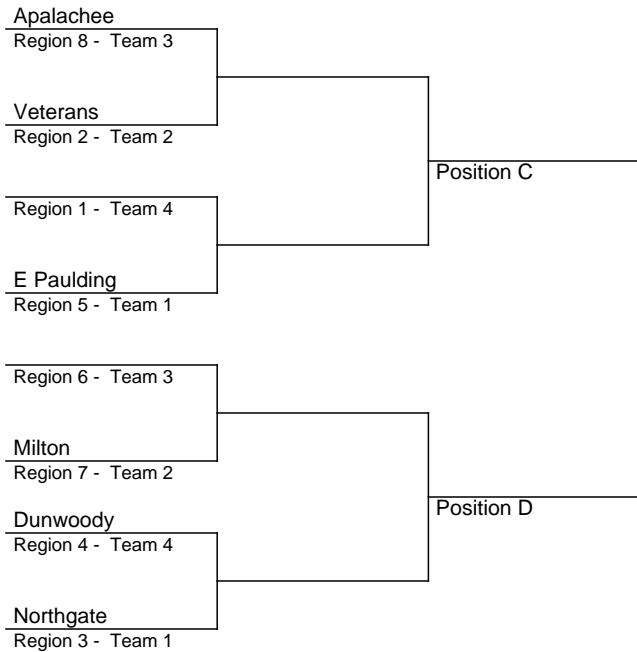 Apalachee
Region 8 - Team 3
Veterans
Region 2 - Team 2
Position C
Region 1 - Team 4
E Paulding
Region 5 - Team 1
Region 6 - Team 3
Milton
Region 7 - Team 2
Position D
Dunwoody
Region 4 - Team 4
Northgate
Region 3 - Team 1